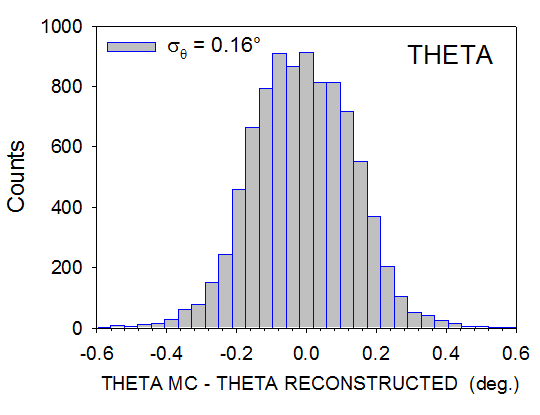 1000
σθ = 0.16°
THETA
800
600
400
200
0
Counts
-0.6 -0.4 -0.2 0.0 0.2 0.4 0.6
THETA MC - THETA RECONSTRUCTED (deg.)